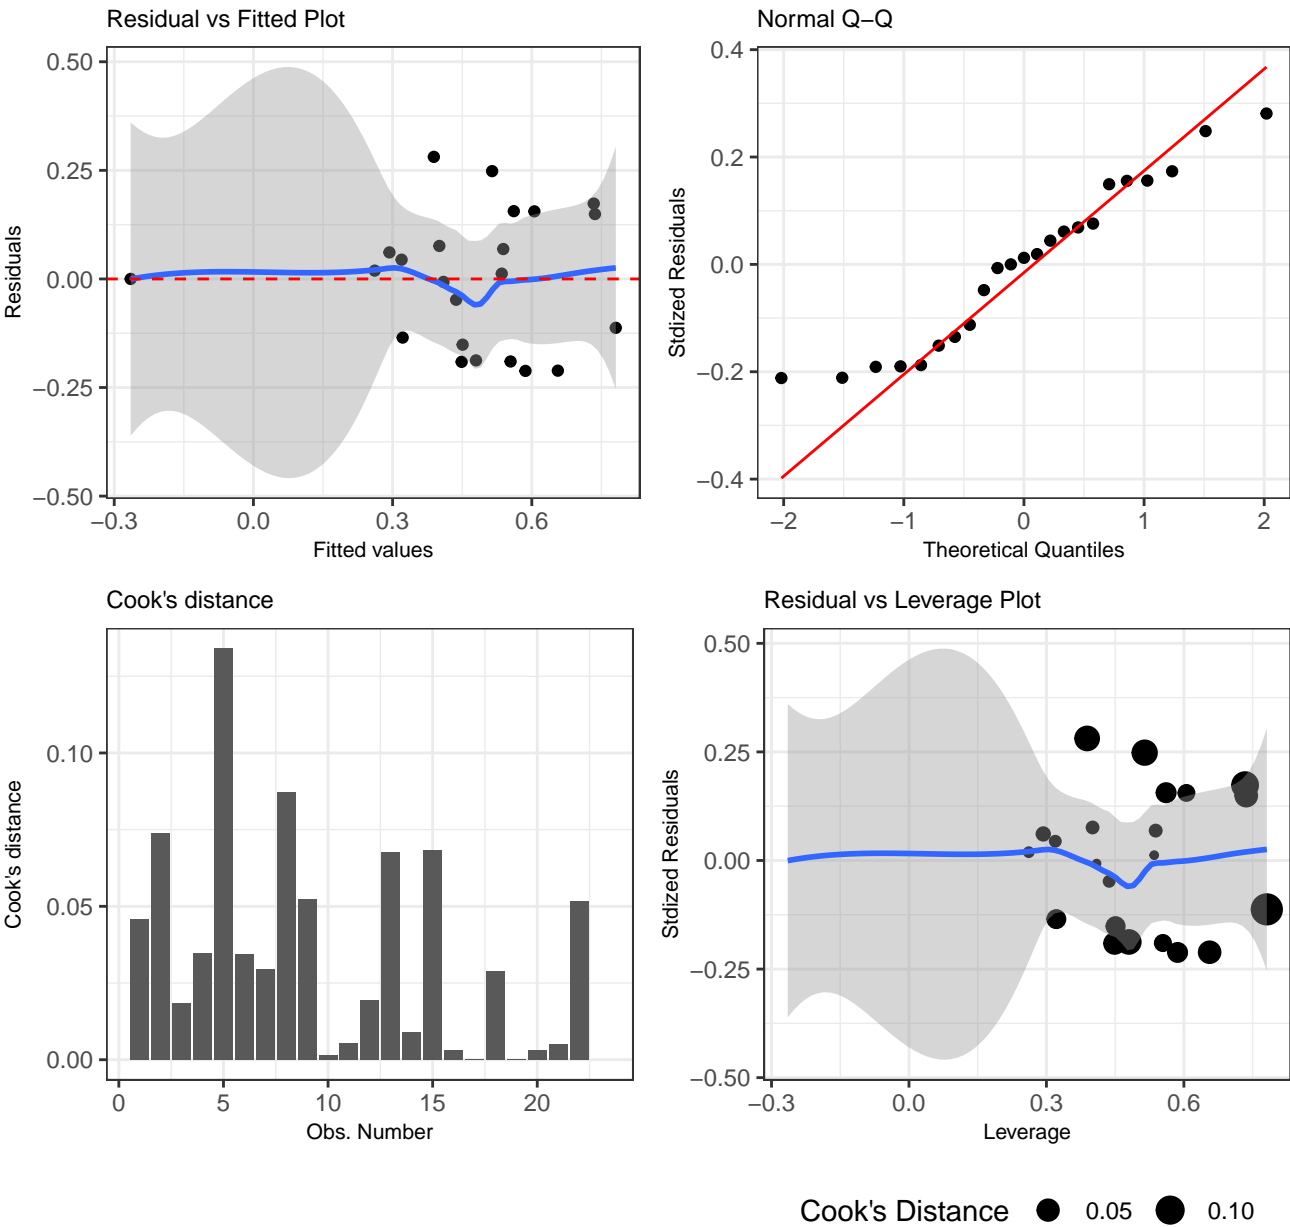 Residual vs Fitted Plot
0.50
0.25
0.00
−0.25
−0.50
Residuals
−0.3 0.0 0.3 0.6
Fitted values
Normal Q−Q
0.4
0.2
0.0
−0.2
−0.4
Stdized Residuals
−2 −1 0 1 2
Theoretical Quantiles
Cook's distance
0.10
0.05
0.00
Cook's distance
0 5 10 15 20
Obs. Number
Residual vs Leverage Plot
0.50
0.25
0.00
−0.25
−0.50
Stdized Residuals
−0.3 0.0 0.3 0.6
Leverage
Cook's Distance 0.05 0.10